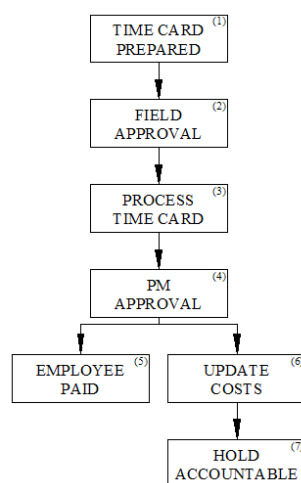 (1)
TIME CARD
PREPARED
(2)
FIELD
APPROVAL
(3)
PROCESS
TIME CARD
(4)
PM
APPROVAL
(5)
EMPLOYEE
PAID
(6)
UPDATE
COSTS
(7)
HOLD
ACCOUNTABLE